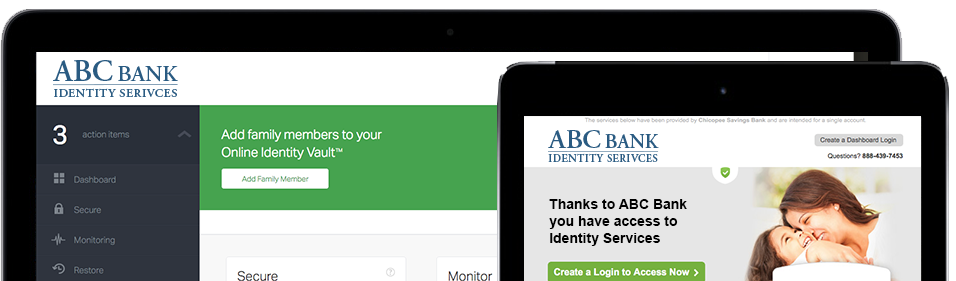 ABC BANK
IDENTITY SERIVCES
3 action items
Dashboard
Secure
Monitoring
Restore
Add family members to your
Online Identity Vault™
Add Family Member
Secure
Monitor
The services below have been provided by Chicopee Savings Bank and are intended for a single account.
ABC BANK
IDENTITY SERIVCES
Create a Dashboard Login
Questions? 888-439-7453
Thanks to ABC Bank
you have access to
Identity Services
Create a Login to Access Now